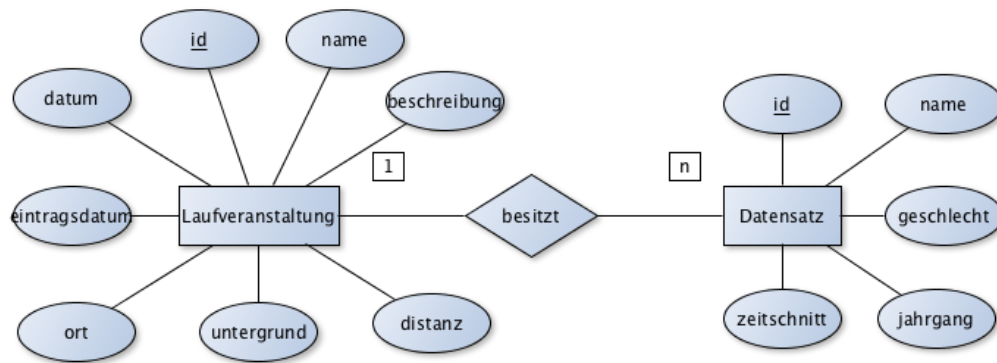 id
name
datum
beschreibung
id
name
1
n
eintragsdatum
Laufveranstaltung
besitzt
Datensatz
geschlecht
ort
untergrund
distanz
zeitschnitt
jahrgang